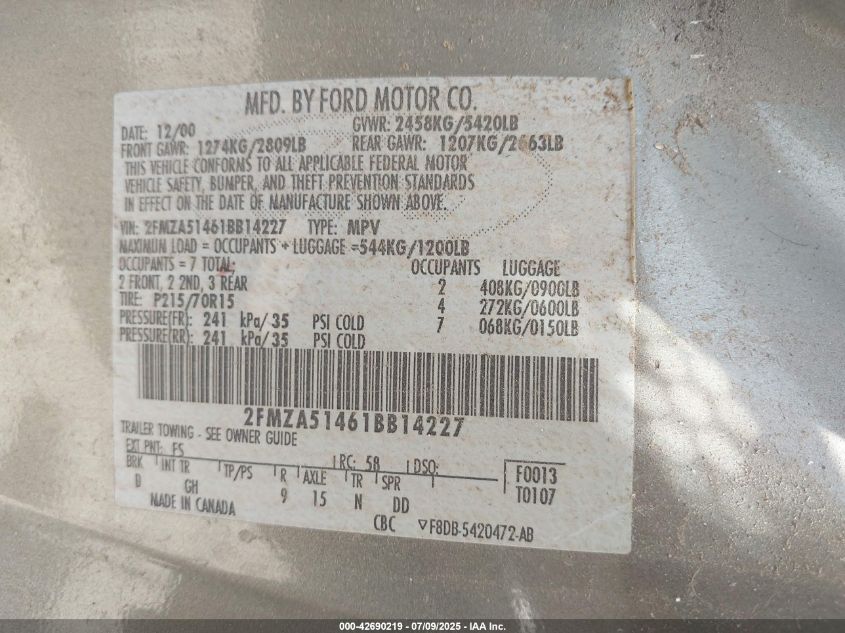 MFD. BY FORD MOTOR CO.
DATE: 12/00 GVWR: 2458KG/5420LB
FRONT GAWR: 1274KG/2809LB REAR GAWR: 1207KG/2663LB
THIS VEHICLE CONFORMS TO ALL APPLICABLE FEDERAL MOTOR
VEHICLE SAFETY, BUMPER, AND THEFT PREVENTION STANDARDS
IN EFFECT ON THE DATE OF MANUFACTURE SHOWN ABOVE.
VIN: 2FMZA51461BB14227 TYPE: MPV
MAXIMUM LOAD = OCCUPANTS + LUGGAGE =544KG/1200LB
OCCUPANTS = 7 TOTAL: OCCUPANTS LUGGAGE
2 FRONT, 2 2ND, 3 REAR 2 408KG/0900LB
TIRE: P215/70R15 4 272KG/0600LB
PRESSURE(FR): 241 kPa/35 PSI COLD 7 068KG/0150LB
PRESSURE(RR): 241 kPa/35 PSI COLD
2FMZA51461BB14227
TRAILER TOWING - SEE OWNER GUIDE
EXT PNT: FS RC: 58 DSO:
BRK INT TR TP/PS R AXLE TR SPR F0013
D GH 9 15 N DD T0107
MADE IN CANADA
CBC ▽F8DB-5420472-AB
000-42690219 - 07/09/2025 - IAA Inc.